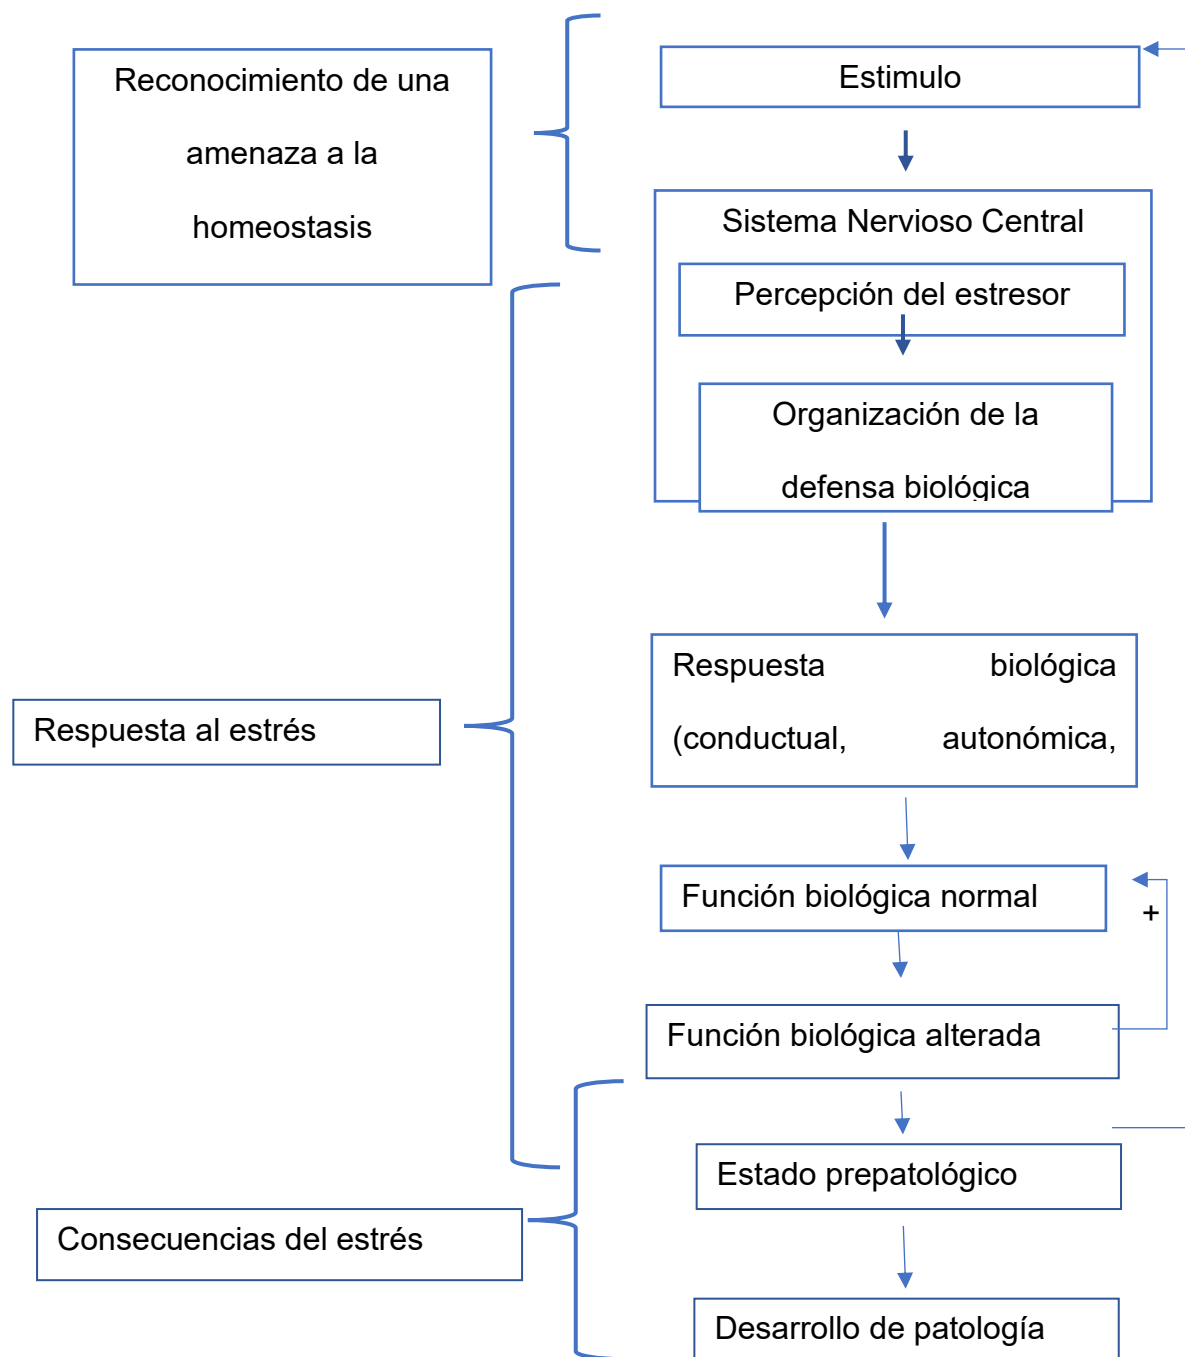 Reconocimiento de una
amenaza a la
homeostasis
Estimulo
Sistema Nervioso Central
Percepción del estresor
Organización de la
defensa biológica
Respuesta al estrés
Respuesta biológica
(conductual, autonómica,
Función biológica normal
+
Función biológica alterada
Estado prepatológico
Consecuencias del estrés
Desarrollo de patología